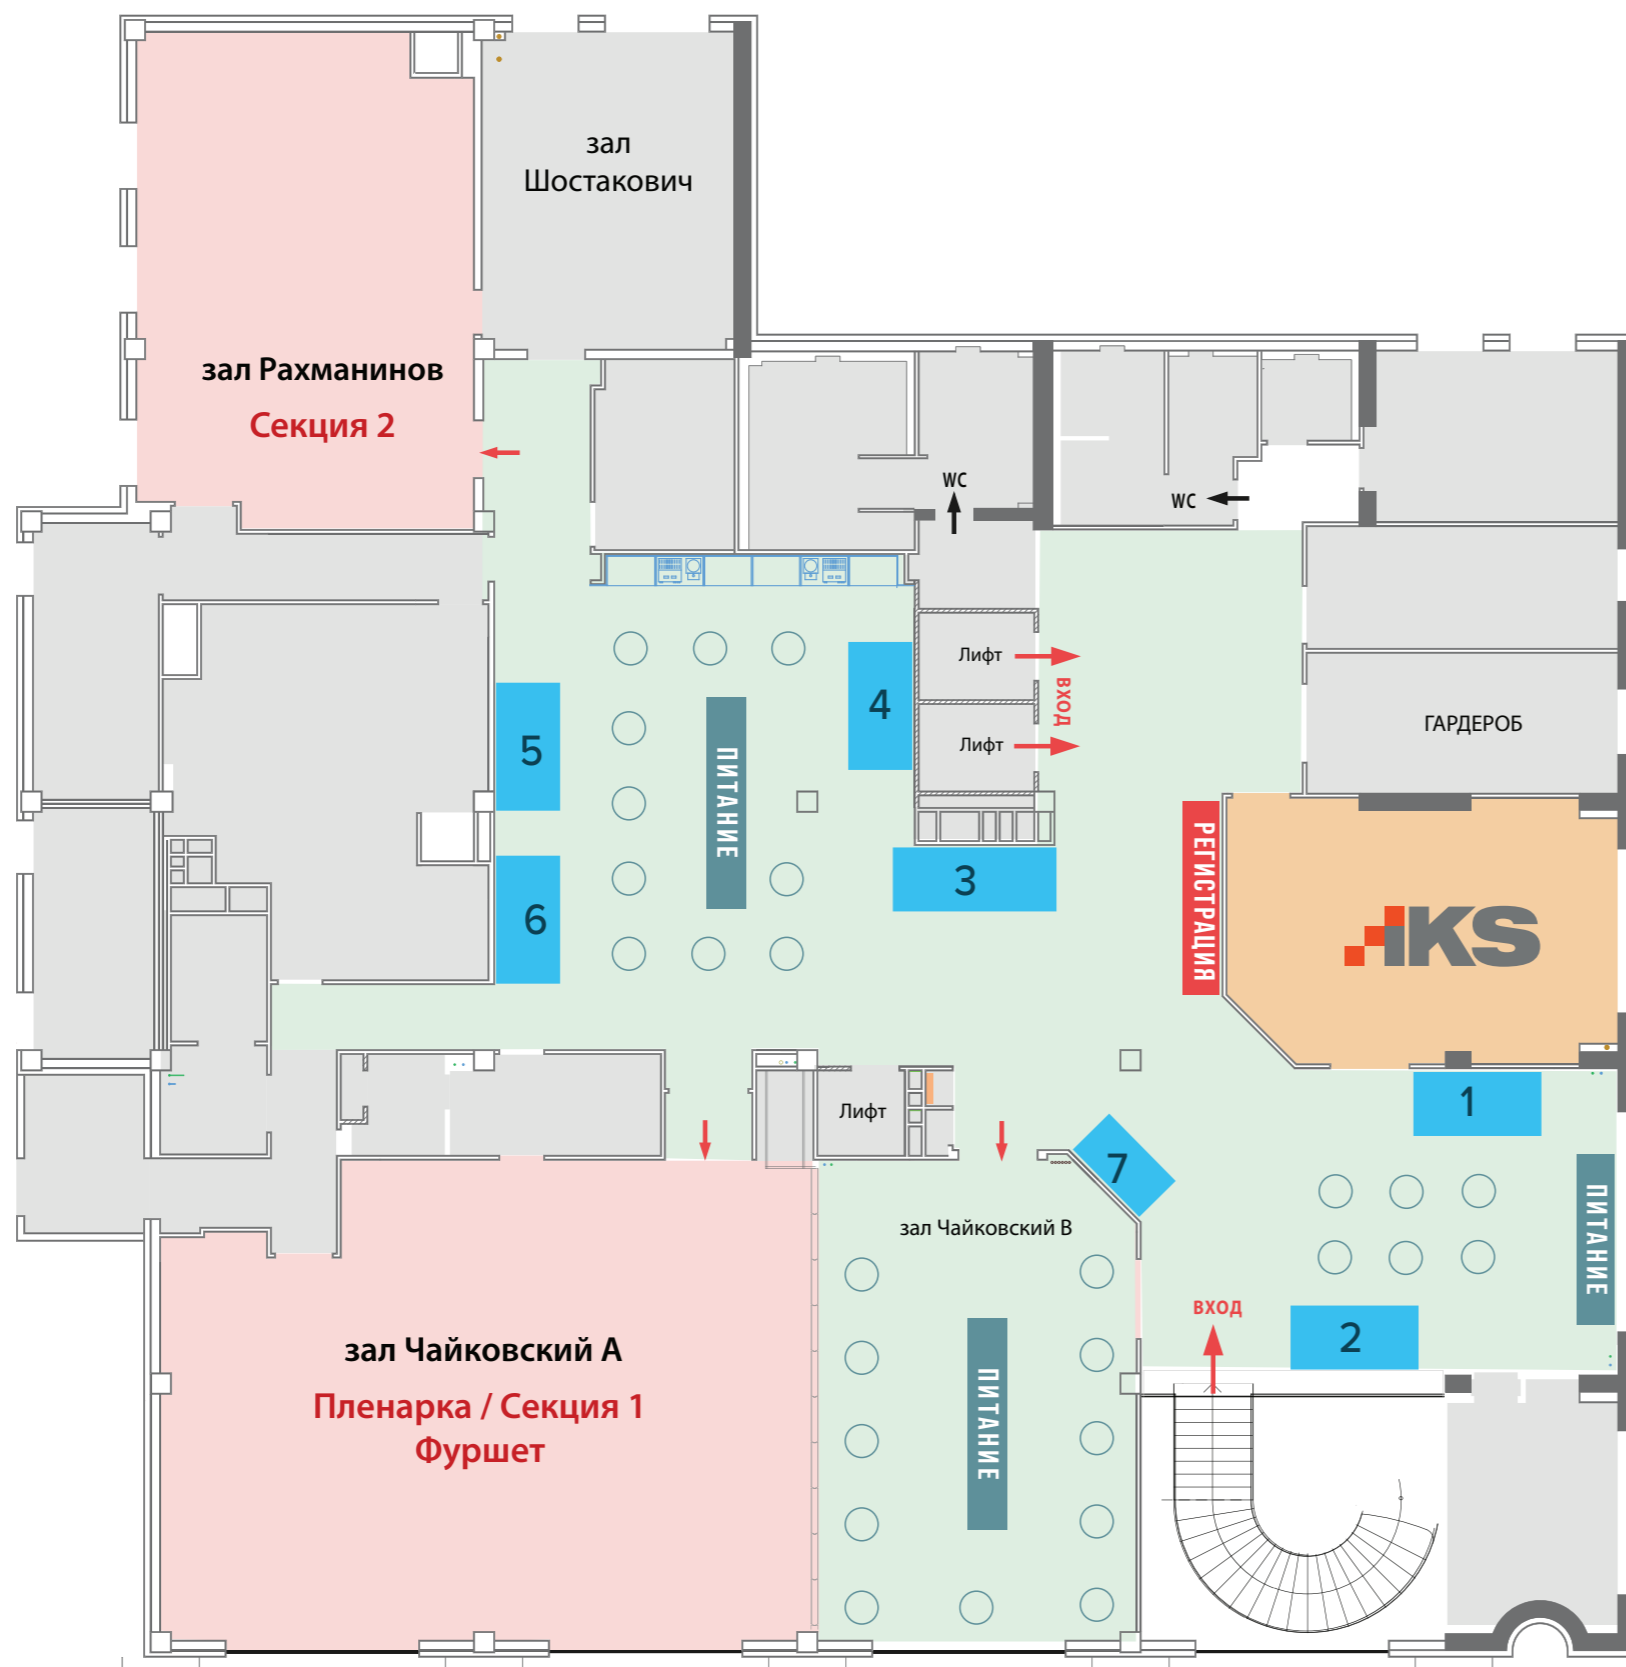 зал
Шостакович
зал Рахманинов
Секция 2
WC
WC
Лифт
ВХОД
Лифт
ГАРДЕРОБ
4
5
ПИТАНИЕ
3
6
РЕГИСТРАЦИЯ
iKS
1
Лифт
7
зал Чайковский В
ПИТАНИЕ
ВХОД
2
зал Чайковский А
Пленарка / Секция 1
Фуршет
ПИТАНИЕ